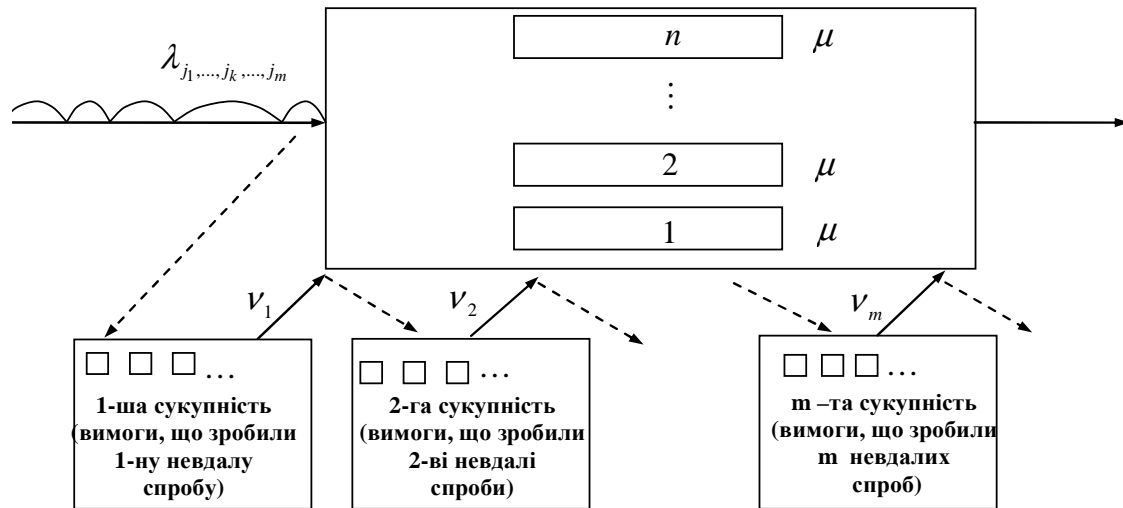 n μ
λ j₁,...,jₖ,...,jₘ
⋮
2 μ
1 μ
ν₁
ν₂
νₘ
...
1-ша сукупність
(вимоги, що зробили
1-ну невдалу
спробу)
...
2-га сукупність
(вимоги, що зробили
2-ві невдалі
спроби)
...
m –та сукупність
(вимоги, що зробили
m невдалих
спроб)